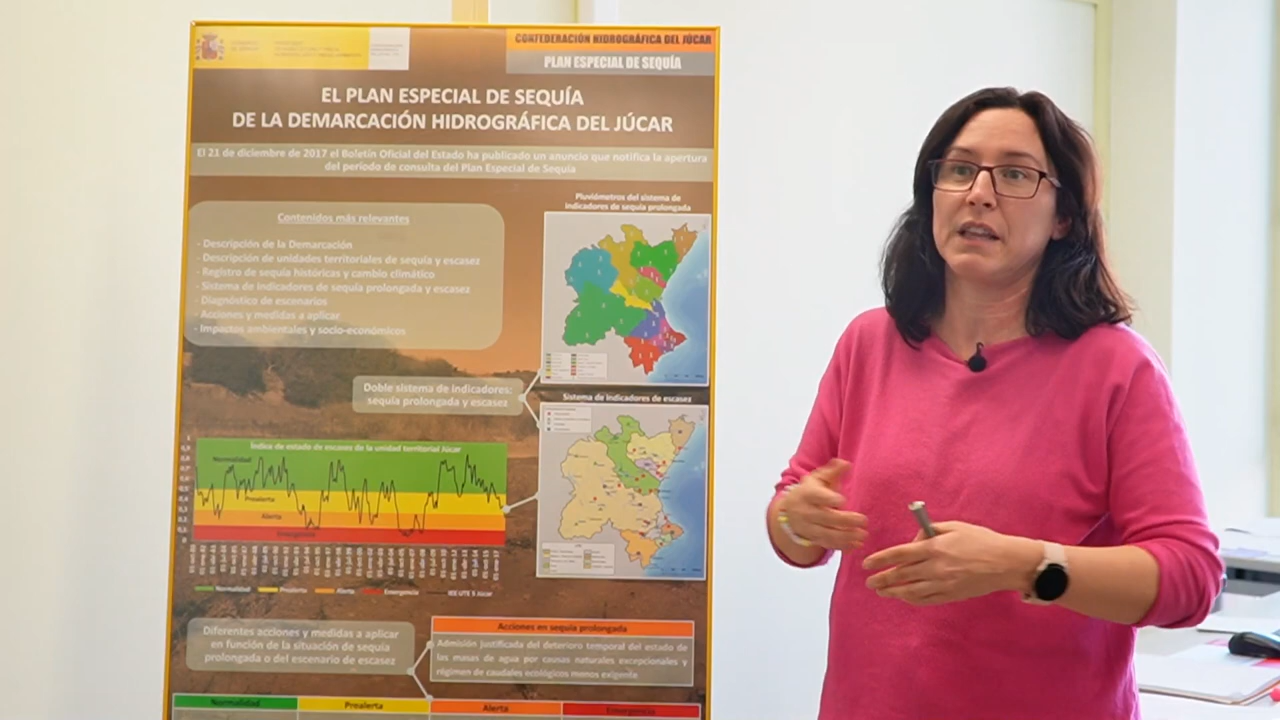 CONFEDERACIÓN HIDROGRÁFICA DEL JÚCAR
PLAN ESPECIAL DE SEQUÍA
EL PLAN ESPECIAL DE SEQUÍA
DE LA DEMARCACIÓN HIDROGRÁFICA DEL JÚCAR
El 21 de diciembre de 2017 el Boletín Oficial del Estado ha publicado un anuncio que notifica la apertura
del periodo de consulta del Plan Especial de Sequía
Contenidos más relevantes
- Descripción de la Demarcación
- Descripción de unidades territoriales de sequía y escasez
- Registro de sequía históricas y cambio climático
- Sistema de Indicadores de sequía prolongada y escasez
- Diagnóstico de escenarios
- Acciones y medidas a aplicar
- Impactos ambientales y socio-económicos
Pluviómetros del sistema de
indicadores de sequía prolongada
Doble sistema de indicadores:
sequía prolongada y escasez
Sistema de indicadores de escasez
Índice de estado de escasez de la unidad territorial Júcar
Normalidad
Prealerta
Alerta
Emergencia
Normalidad Prealerta Alerta Emergencia
Diferentes acciones y medidas a aplicar
en función de la situación de sequía
prolongada o del escenario de escasez
Acciones en sequía prolongada
Admisión justificada del deterioro temporal del estado de
las masas de agua por causas naturales excepcionales y
régimen de caudales ecológicos menos exigente
Normalidad Prealerta Alerta Emergencia